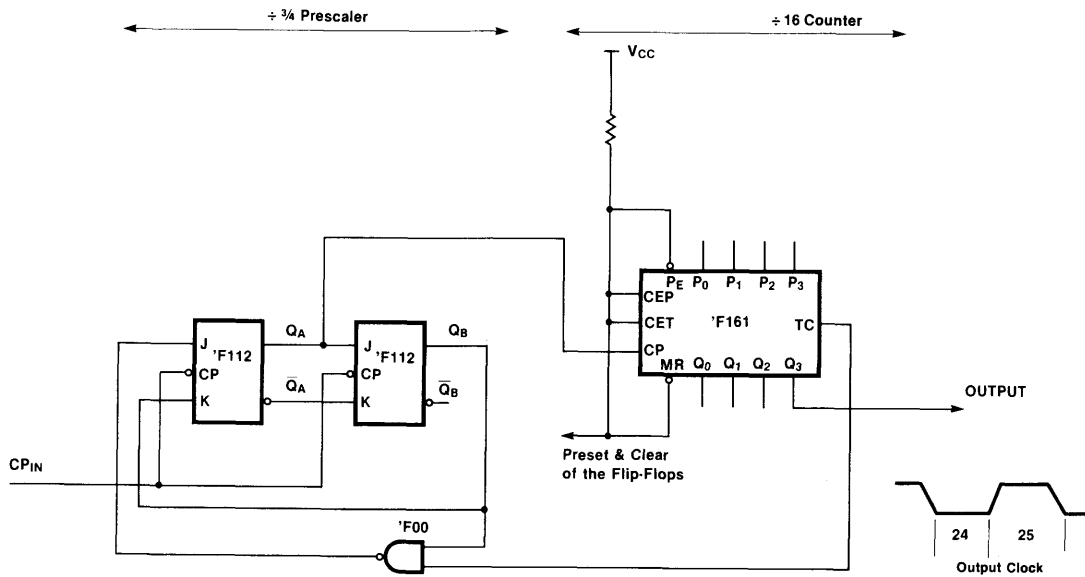 ÷ ¾ Prescaler
÷ 16 Counter
VCC
PE P0 P1 P2 P3
CEP
CET 'F161 TC
CP
MR Q0 Q1 Q2 Q3
J 'F112 QA
CP
K Q̅A
J 'F112 QB
CP
K Q̅B
CPIN
'F00
Preset & Clear
of the Flip-Flops
OUTPUT
24 25
Output Clock